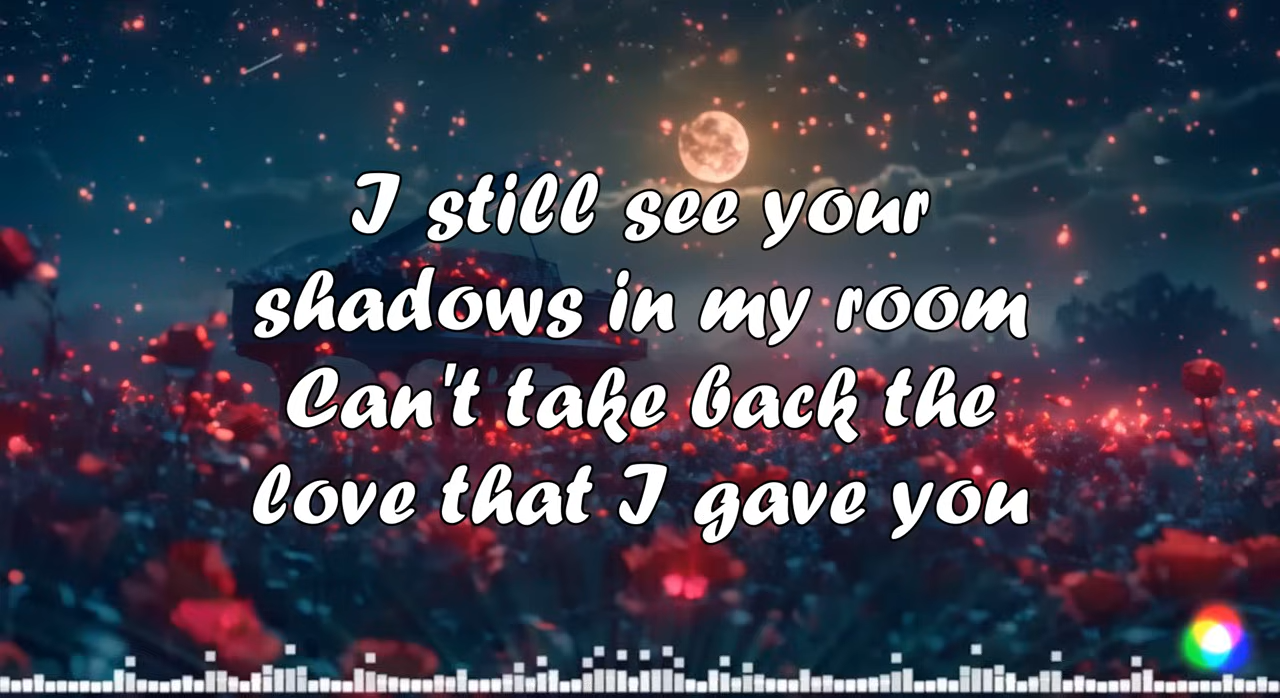 I still see your
shadows in my room
Can't take back the
love that I gave you